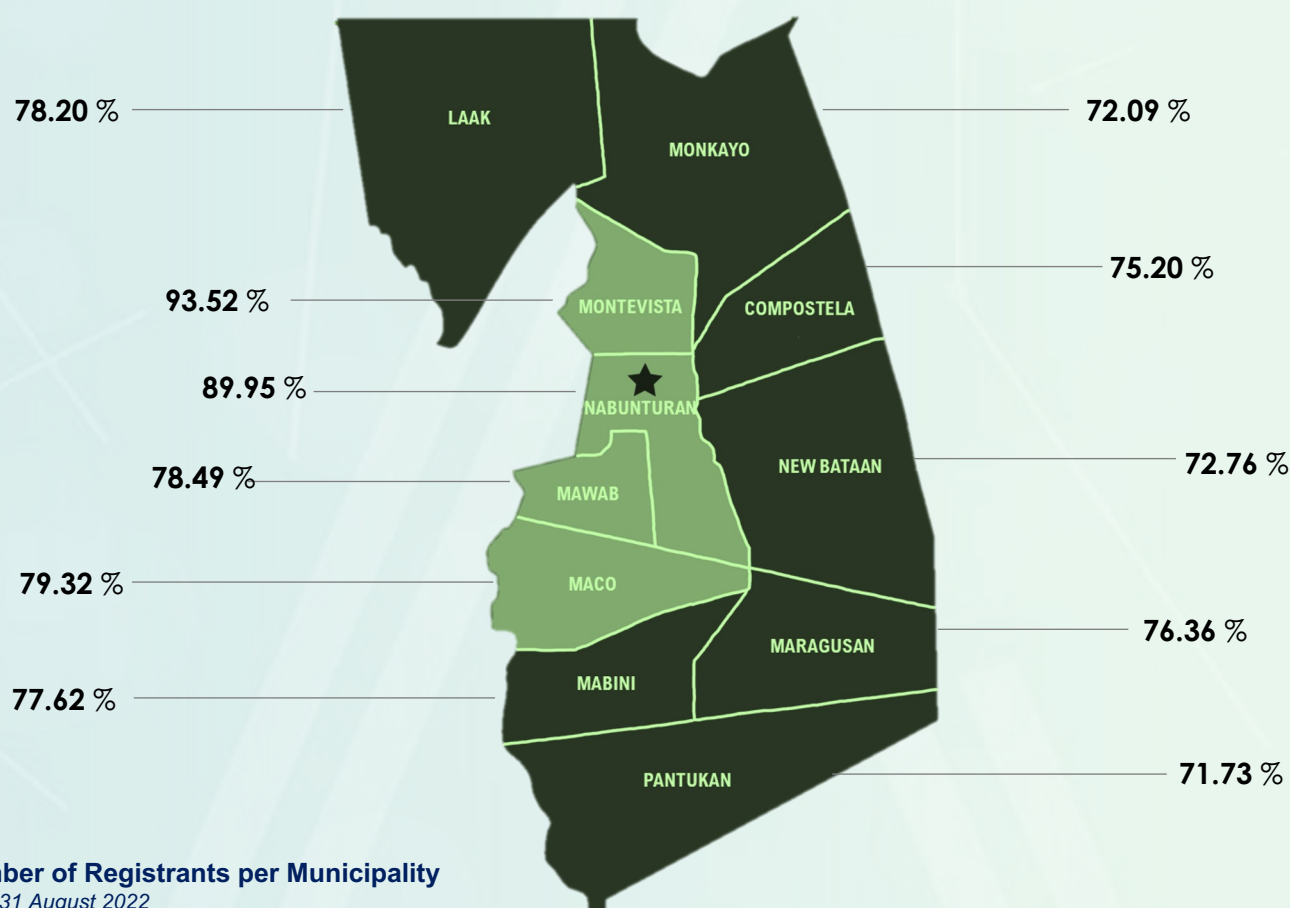 78.20 %
LAAK
72.09 %
MONKAYO
75.20 %
93.52 %
MONTEVISTA
COMPOSTELA
89.95 %
NABUNTURAN
72.76 %
NEW BATAAN
78.49 %
MAWAB
79.32 %
MACO
76.36 %
MARAGUSAN
77.62 %
MABINI
71.73 %
PANTUKAN
of Registrants per Municipality
31 August 2022